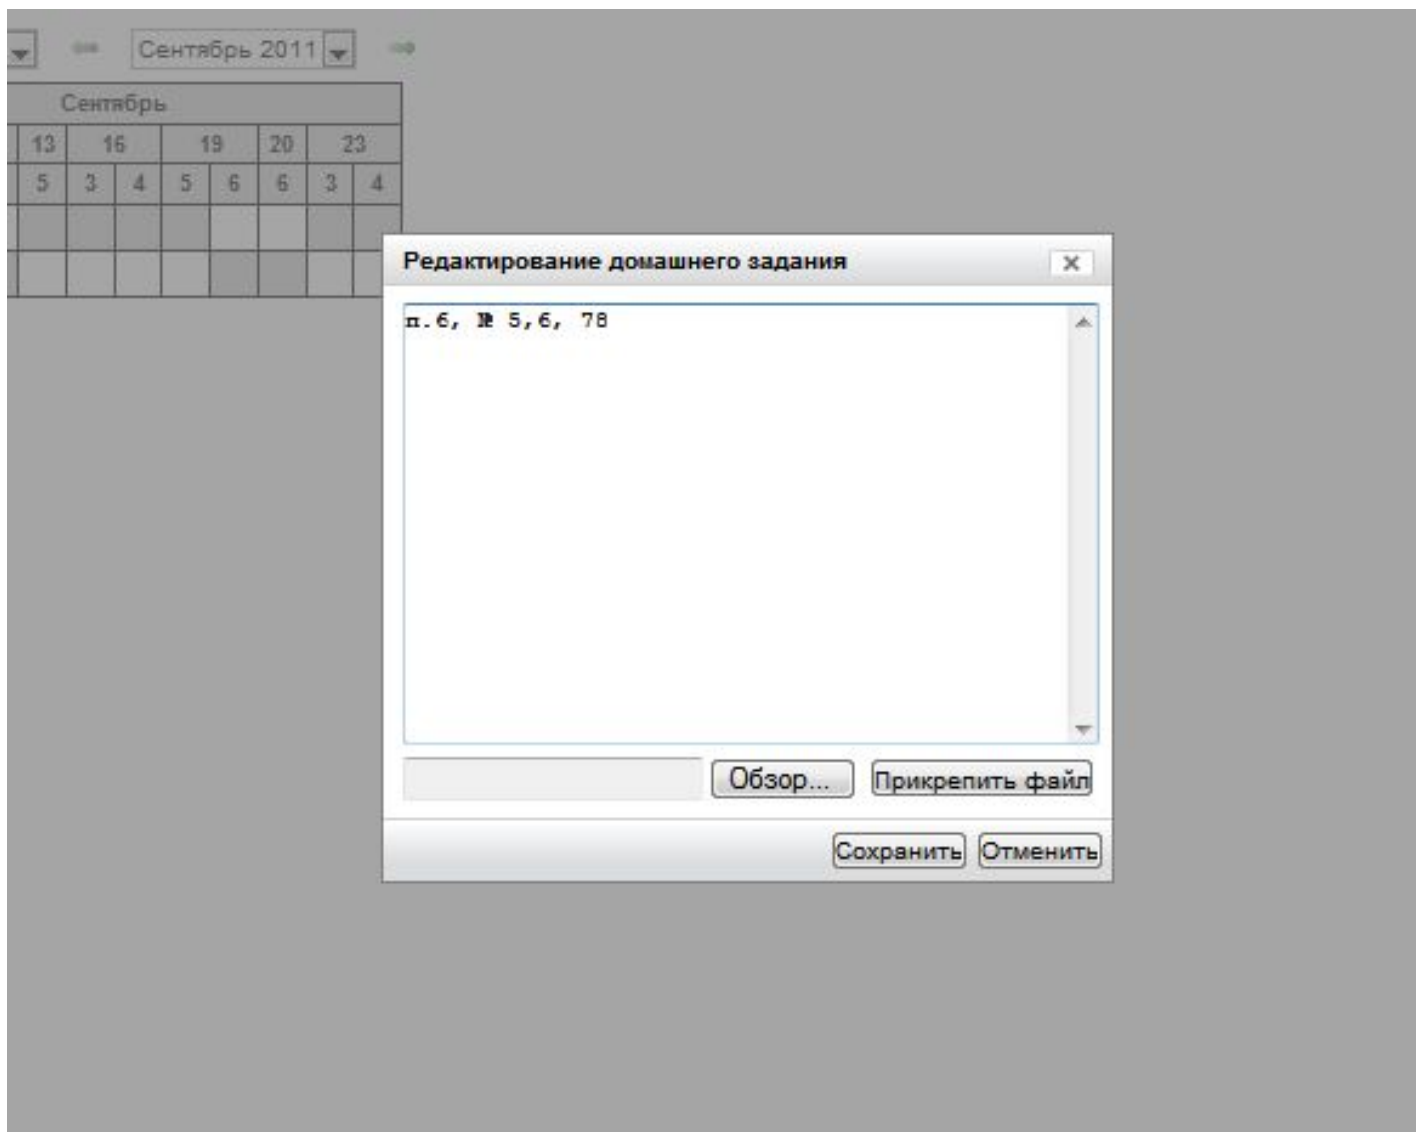 Сентябрь 2011
Сентябрь
13 16 19 20 23
5 3 4 5 6 6 3 4
Редактирование домашнего задания
п.6, № 5,6, 78
Обзор... Прикрепить файл
Сохранить Отменить